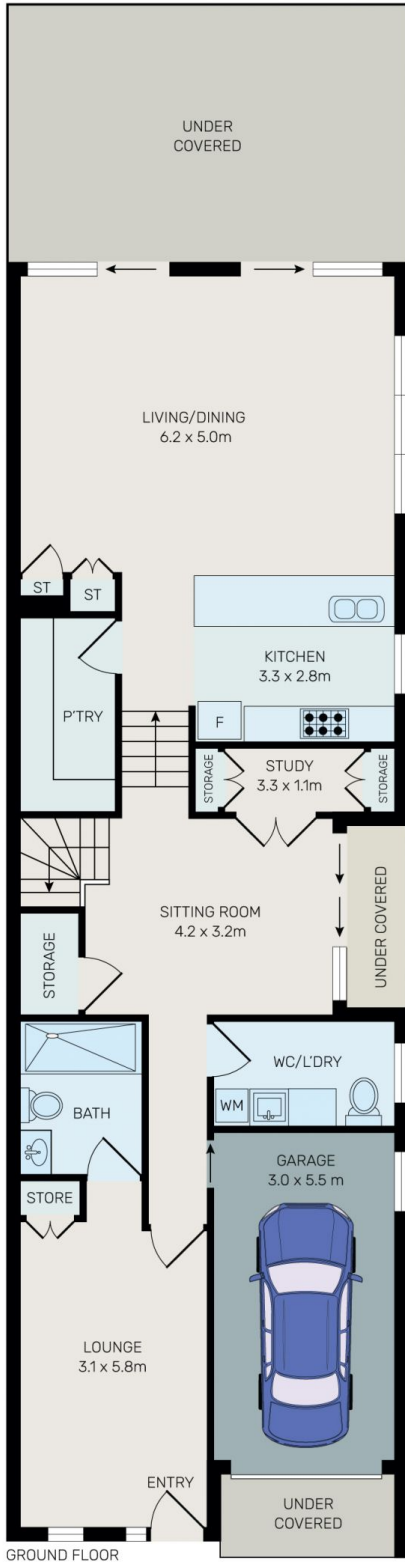 UNDER
COVERED
LIVING/DINING
6.2 x 5.0m
ST
ST
KITCHEN
3.3 x 2.8m
P'TRY
F
STORAGE
STUDY
3.3 x 1.1m
STORAGE
SITTING ROOM
4.2 x 3.2m
UNDER COVERED
STORAGE
WC/L'DRY
BATH
WM
GARAGE
3.0 x 5.5 m
STORE
LOUNGE
3.1 x 5.8m
ENTRY
UNDER
COVERED
GROUND FLOOR